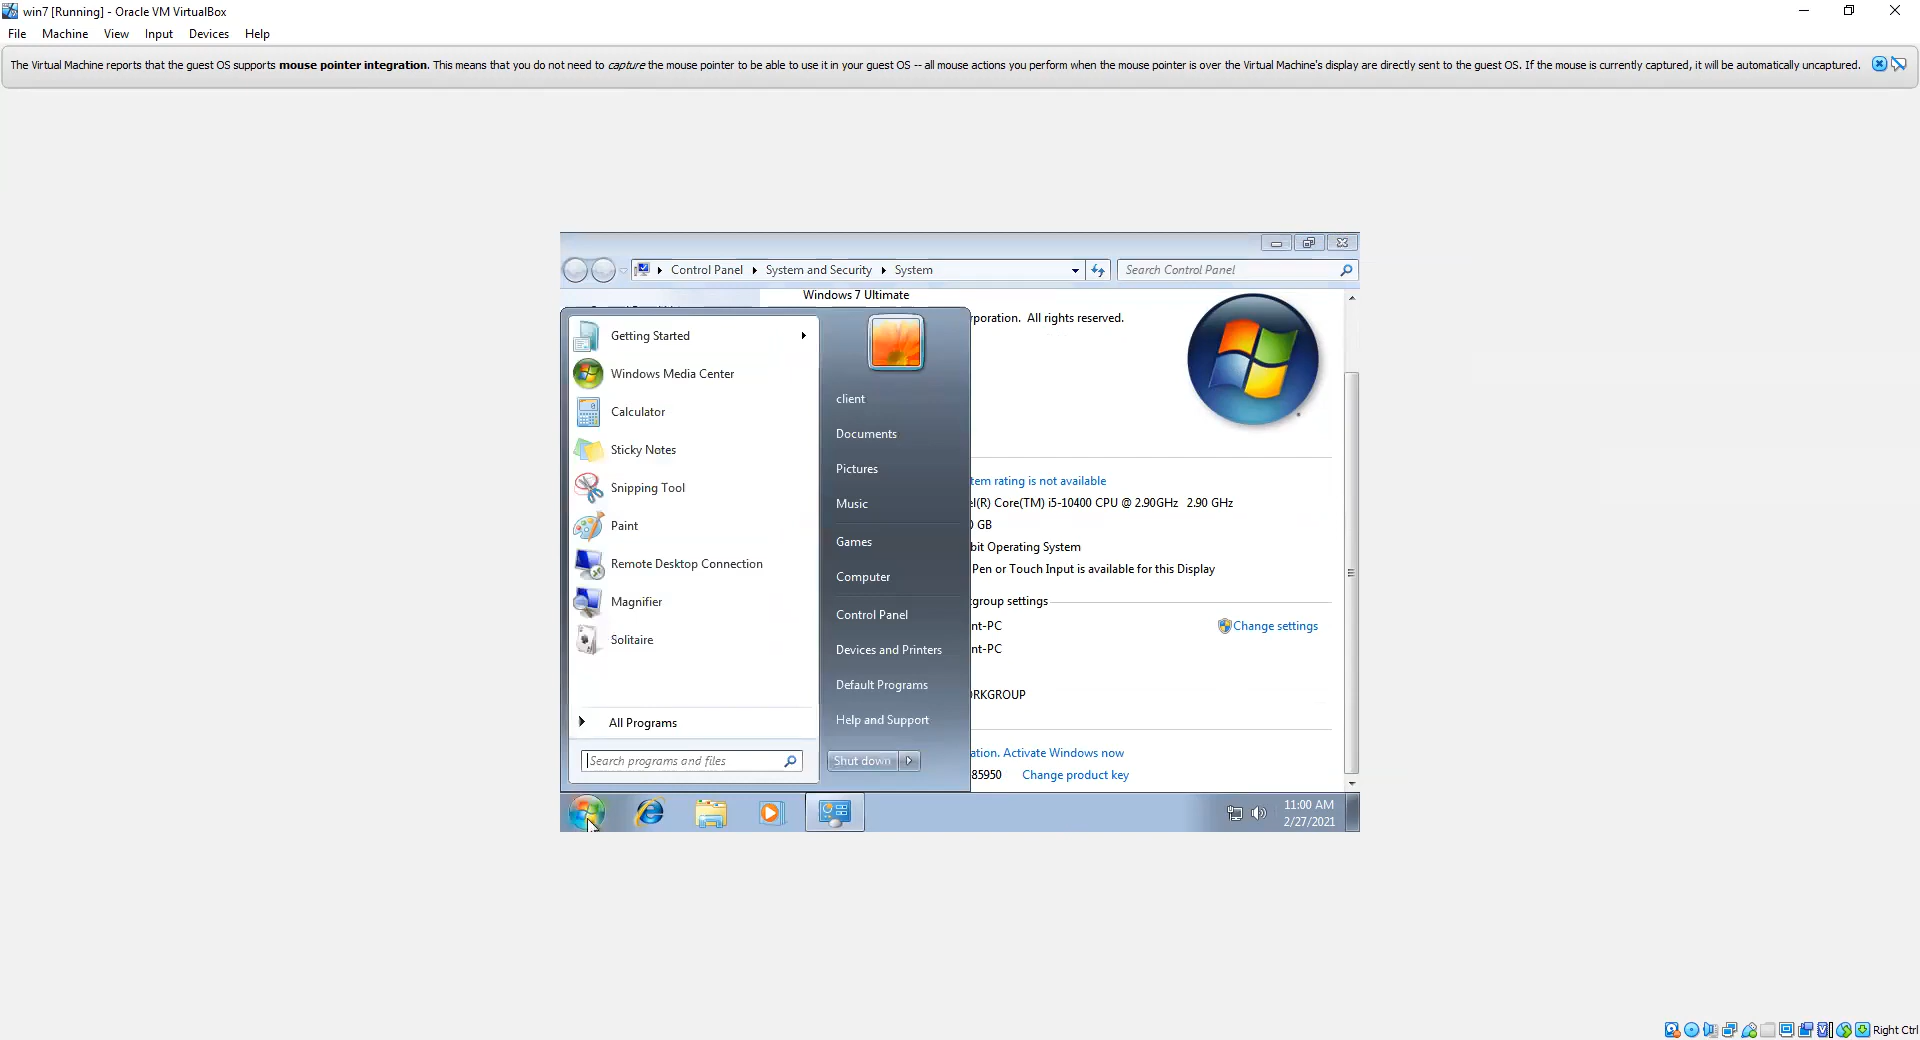 win7 [Running] - Oracle VM VirtualBox
File Machine View Input Devices Help
The Virtual Machine reports that the guest OS supports mouse pointer integration. This means that you do not need to capture the mouse pointer to be able to use it in your guest OS -- all mouse actions you perform when the mouse pointer is over the Virtual Machine's display are directly sent to the guest OS. If the mouse is currently captured, it will be automatically uncaptured.
Control Panel System and Security System Search Control Panel
Windows 7 Ultimate
rporation. All rights reserved.
Getting Started
Windows Media Center
Calculator
Sticky Notes
Snipping Tool
Paint
Remote Desktop Connection
Magnifier
Solitaire
All Programs
Search programs and files
client
Documents
Pictures
Music
Games
Computer
Control Panel
Devices and Printers
Default Programs
Help and Support
Shut down
tem rating is not available
el(R) Core(TM) i5-10400 CPU @ 2.90GHz 2.90 GHz
GB
bit Operating System
Pen or Touch Input is available for this Display
group settings
nt-PC
Change settings
nt-PC
RKGROUP
ation. Activate Windows now
85950 Change product key
11:00 AM
2/27/2021
Right Ctrl